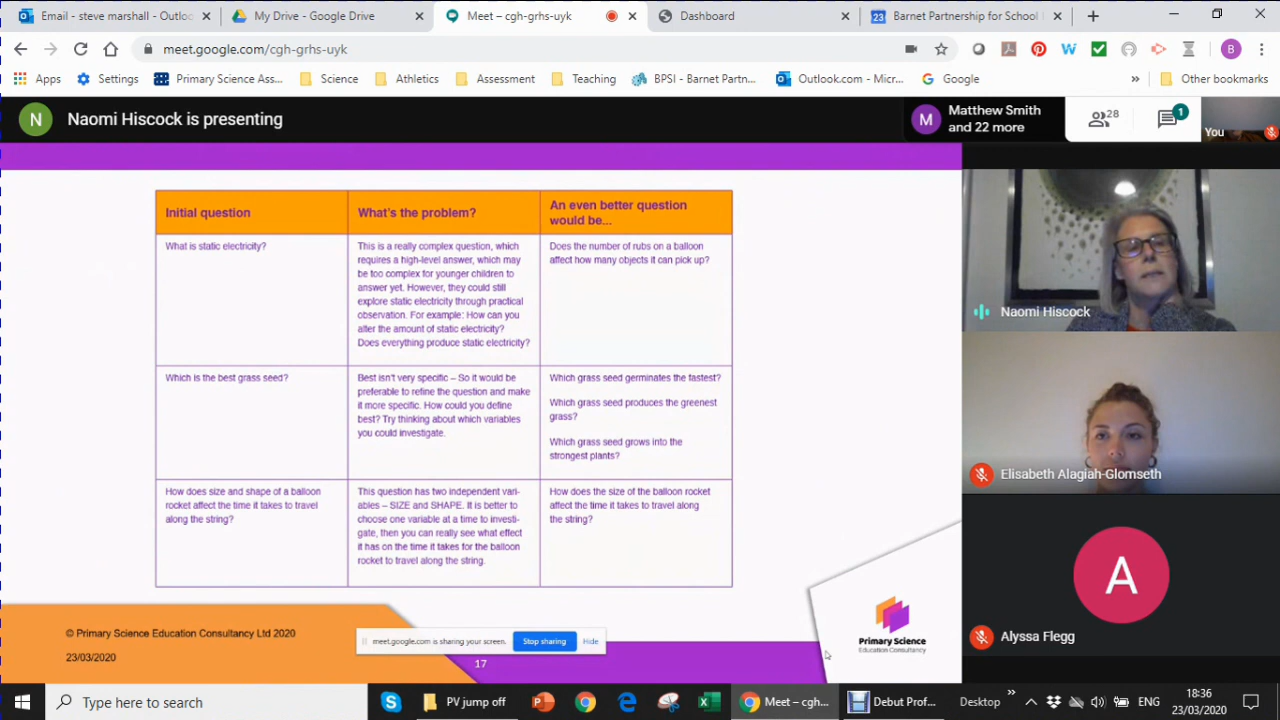 Email - steve marshall - Outloo
My Drive - Google Drive
Meet – cgh-grhs-uyk
Dashboard
23
Barnet Partnership for School
meet.google.com/cgh-grhs-uyk
B
Apps
Settings
Primary Science Ass...
Science
Athletics
Assessment
Teaching
BPSI - Barnet Partn...
Outlook.com - Micr...
Google
»
Other bookmarks
N
Naomi Hiscock is presenting
M
Matthew Smith
and 22 more
28
1
You
Initial question
What's the problem?
An even better question
would be...
What is static electricity?
This is a really complex question, which
requires a high-level answer, which may
be too complex for younger children to
answer yet. However, they could still
explore static electricity through practical
observation. For example: How can you
alter the amount of static electricity?
Does everything produce static electricity?
Does the number of rubs on a balloon
affect how many objects it can pick up?
Which is the best grass seed?
Best isn't very specific – So it would be
preferable to refine the question and make
it more specific. How could you define
best? Try thinking about which variables
you could investigate.
Which grass seed germinates the fastest?
Which grass seed produces the greenest
grass?
Which grass seed grows into the
strongest plants?
How does size and shape of a balloon
rocket affect the time it takes to travel
along the string?
This question has two independent vari-
ables – SIZE and SHAPE. It is better to
choose one variable at a time to investi-
gate, then you can really see what effect
it has on the time it takes for the balloon
rocket to travel along the string.
How does the size of the balloon rocket
affect the time it takes to travel along
the string?
Naomi Hiscock
Elisabeth Alagiah-Glomseth
A
Alyssa Flegg
© Primary Science Education Consultancy Ltd 2020
23/03/2020
meet.google.com is sharing your screen.
Stop sharing
Hide
17
Primary Science
Education Consultancy
Type here to search
PV jump off
Meet – cgh-...
Debut Prof...
Desktop
»
ENG
18:36
23/03/2020